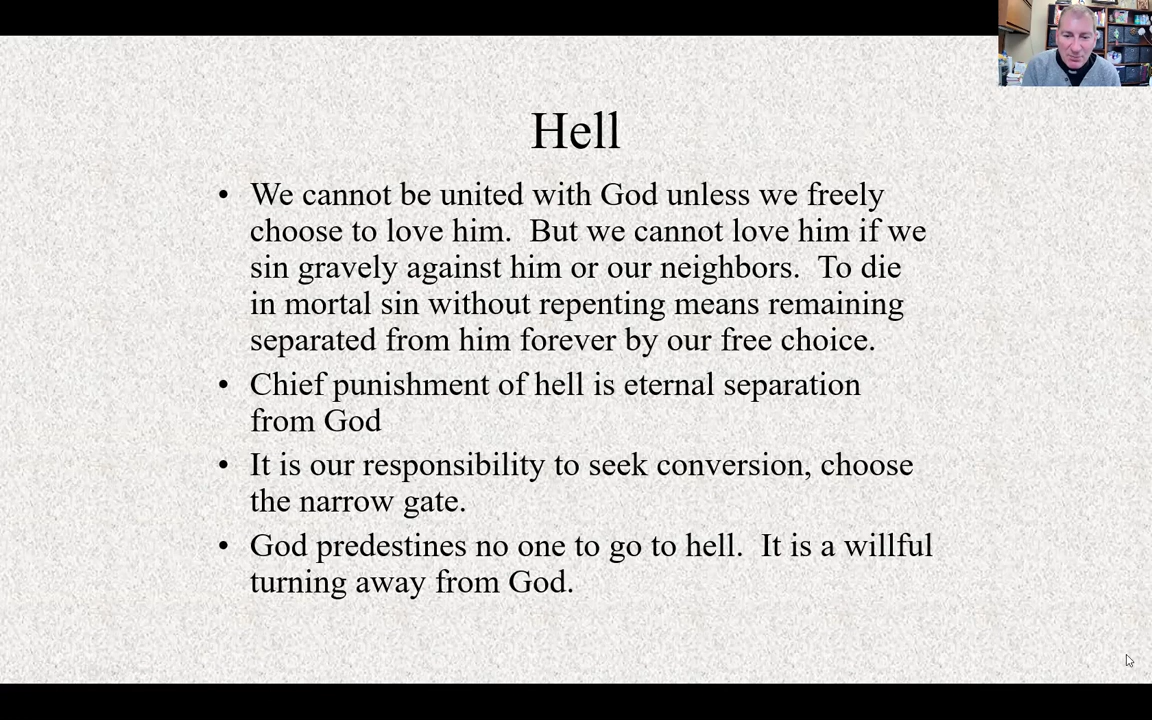 Hell
• We cannot be united with God unless we freely
choose to love him.  But we cannot love him if we
sin gravely against him or our neighbors.  To die
in mortal sin without repenting means remaining
separated from him forever by our free choice.
• Chief punishment of hell is eternal separation
from God
• It is our responsibility to seek conversion, choose
the narrow gate.
• God predestines no one to go to hell.  It is a willful
turning away from God.